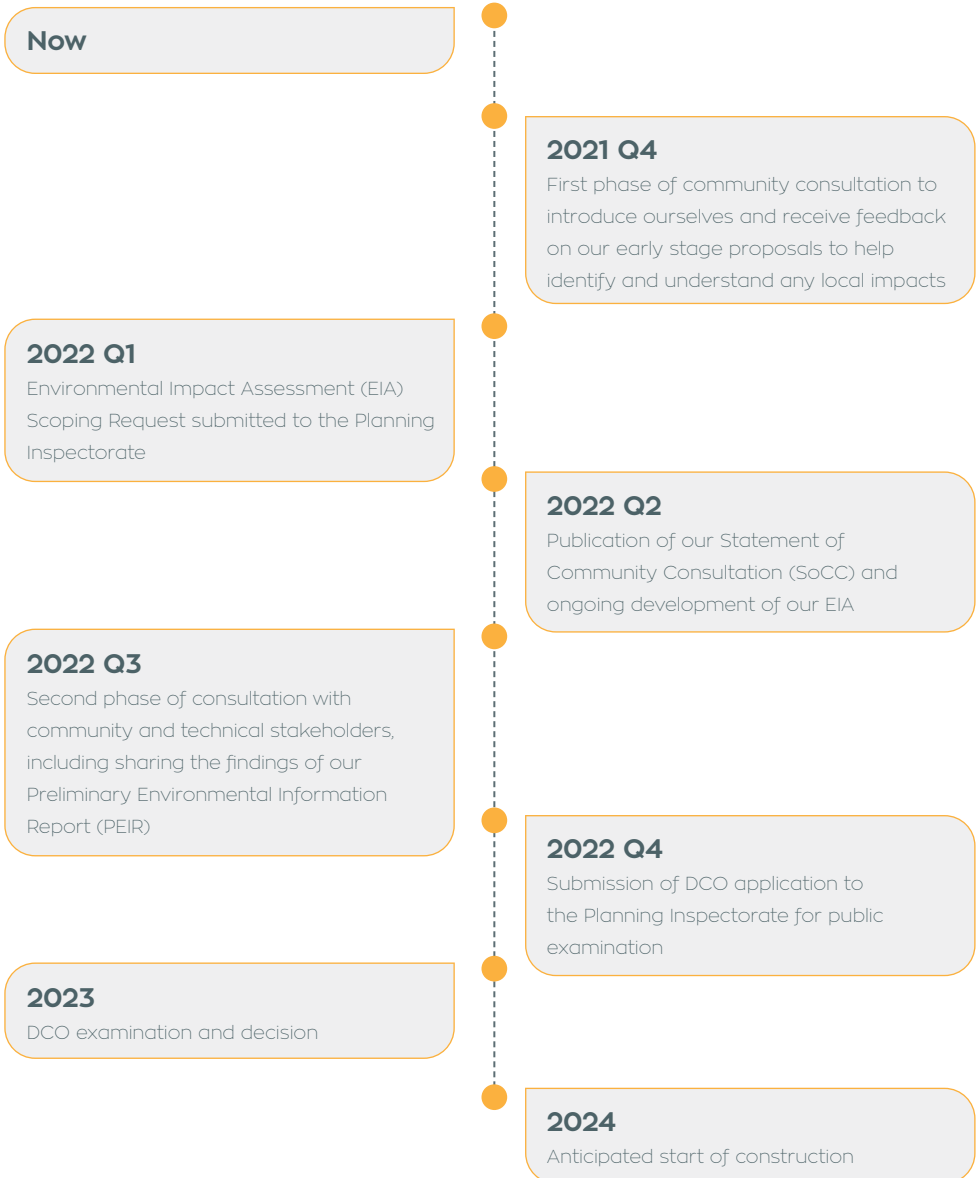 Now
2021 Q4
First phase of community consultation to
introduce ourselves and receive feedback
on our early stage proposals to help
identify and understand any local impacts
2022 Q1
Environmental Impact Assessment (EIA)
Scoping Request submitted to the Planning
Inspectorate
2022 Q2
Publication of our Statement of
Community Consultation (SoCC) and
ongoing development of our EIA
2022 Q3
Second phase of consultation with
community and technical stakeholders,
including sharing the findings of our
Preliminary Environmental Information
Report (PEIR)
2022 Q4
Submission of DCO application to
the Planning Inspectorate for public
examination
2023
DCO examination and decision
2024
Anticipated start of construction